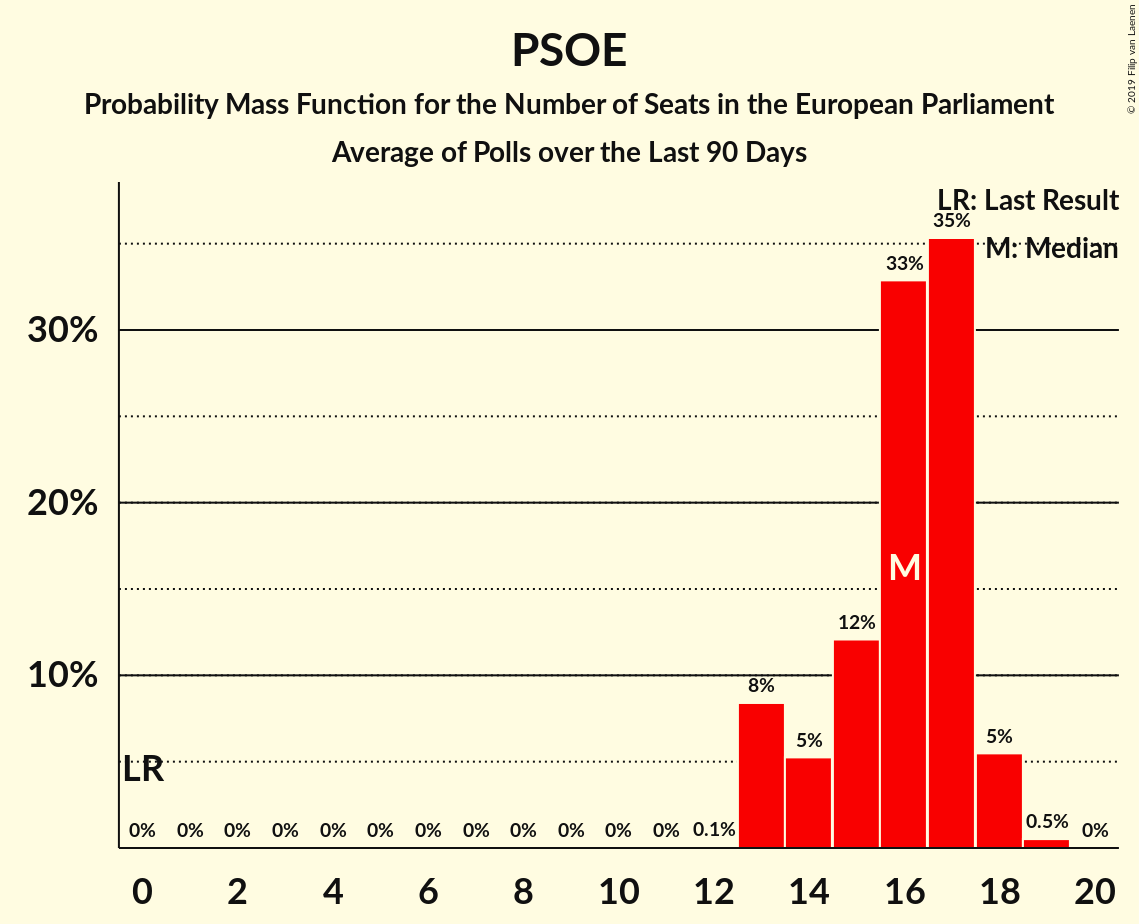 PSOE
Probability Mass Function for the Number of Seats in the European Parliament
Average of Polls over the Last 90 Days
© 2019 Filip van Laenen
LR: Last Result
M: Median
35%
33%
30%
20%
M
12%
10%
8%
5%
5%
LR
0% 0% 0% 0% 0% 0% 0% 0% 0% 0% 0% 0% 0.1% 0.5% 0%
0 2 4 6 8 10 12 14 16 18 20